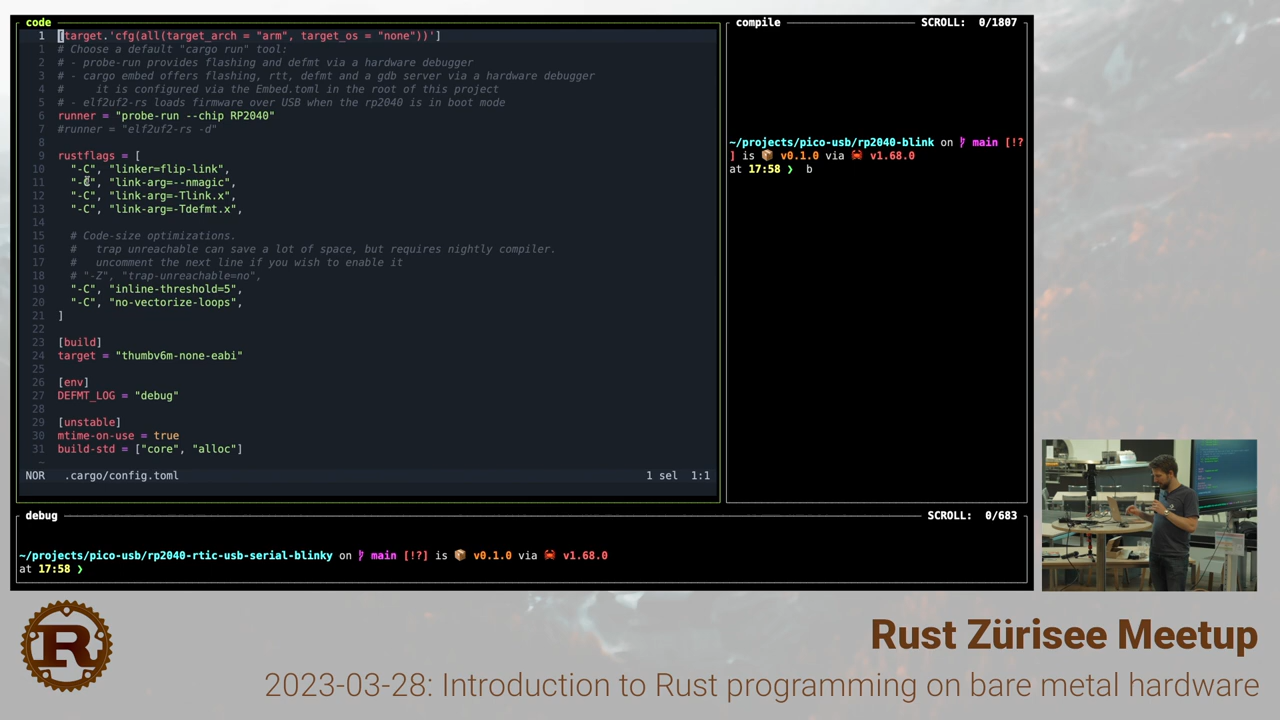 code
1 [target.'cfg(all(target_arch = "arm", target_os = "none"))']
1 # Choose a default "cargo run" tool:
2 # - probe-run provides flashing and defmt via a hardware debugger
3 # - cargo embed offers flashing, rtt, defmt and a gdb server via a hardware debugger
4 #     it is configured via the Embed.toml in the root of this project
5 # - elf2uf2-rs loads firmware over USB when the rp2040 is in boot mode
6 runner = "probe-run --chip RP2040"
7 #runner = "elf2uf2-rs -d"
8
9 rustflags = [
10   "-C", "linker=flip-link",
11   "-C", "link-arg=--nmagic",
12   "-C", "link-arg=-Tlink.x",
13   "-C", "link-arg=-Tdefmt.x",
14
15   # Code-size optimizations.
16   #   trap unreachable can save a lot of space, but requires nightly compiler.
17   #   uncomment the next line if you wish to enable it
18   # "-Z", "trap-unreachable=no",
19   "-C", "inline-threshold=5",
20   "-C", "no-vectorize-loops",
21 ]
22
23 [build]
24 target = "thumbv6m-none-eabi"
25
26 [env]
27 DEFMT_LOG = "debug"
28
29 [unstable]
30 mtime-on-use = true
31 build-std = ["core", "alloc"]
~
NOR   .cargo/config.toml   1 sel  1:1
compile   SCROLL:  0/1807
~/projects/pico-usb/rp2040-blink on main [!?
] is 📦 v0.1.0 via 🦀 v1.68.0
at 17:58 ❯  b
debug   SCROLL:  0/683
~/projects/pico-usb/rp2040-rtic-usb-serial-blinky on main [!?] is 📦 v0.1.0 via 🦀 v1.68.0
at 17:58 ❯
R
Rust Zürisee Meetup
2023-03-28: Introduction to Rust programming on bare metal hardware